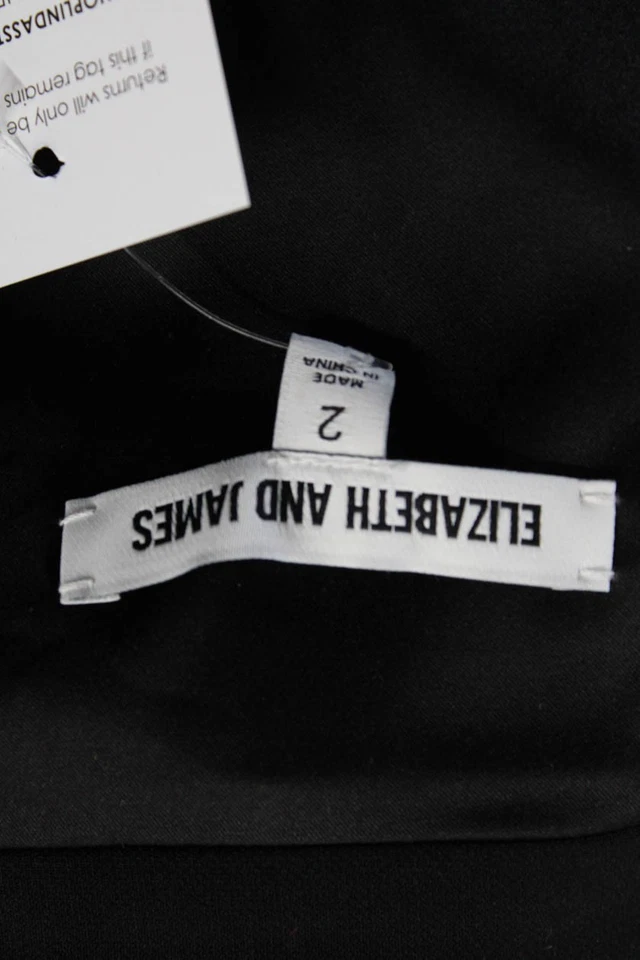 ELIZABETH AND JAMES
2
MADE
IN CHINA
Returns will only be
if this tag remains